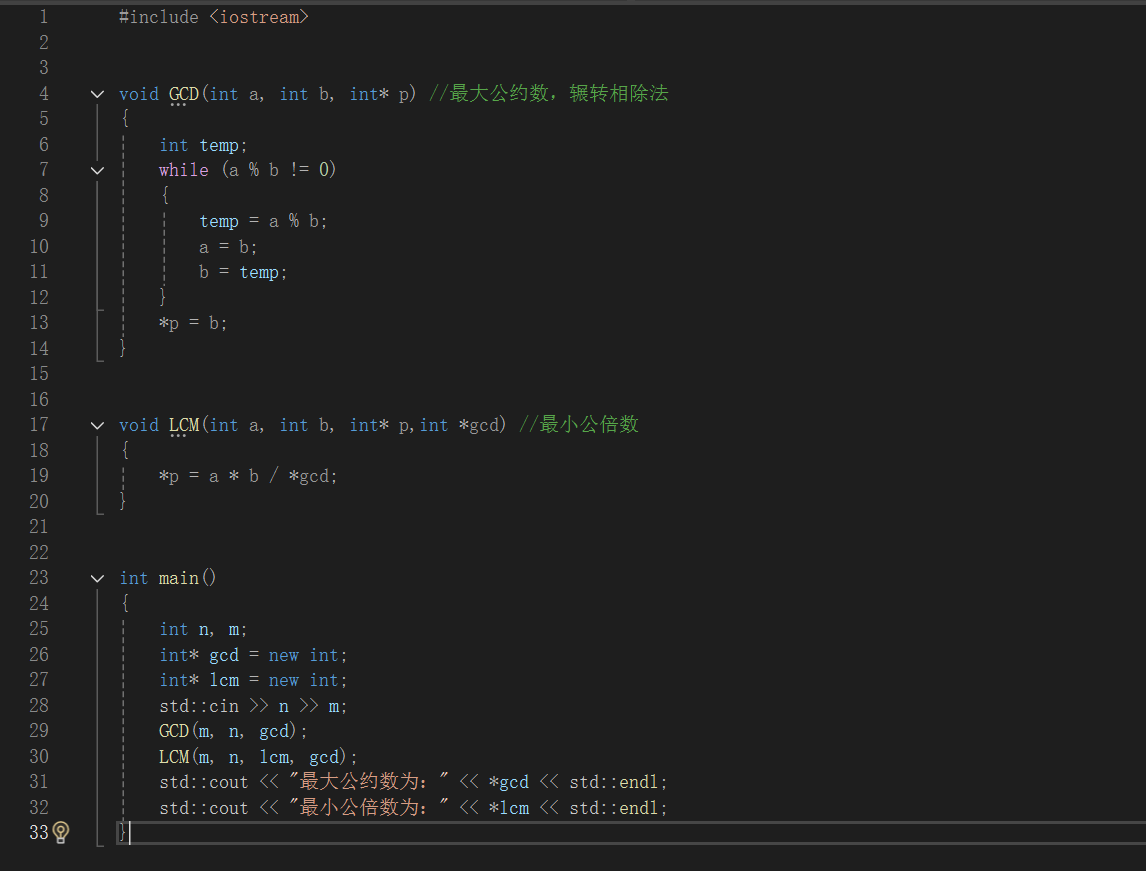 1 #include <iostream>
2
3
4 void GCD(int a, int b, int* p) //最大公约数，辗转相除法
5 {
6 int temp;
7 while (a % b != 0)
8 {
9 temp = a % b;
10 a = b;
11 b = temp;
12 }
13 *p = b;
14 }
15
16
17 void LCM(int a, int b, int* p,int *gcd) //最小公倍数
18 {
19 *p = a * b / *gcd;
20 }
21
22
23 int main()
24 {
25 int n, m;
26 int* gcd = new int;
27 int* lcm = new int;
28 std::cin >> n >> m;
29 GCD(m, n, gcd);
30 LCM(m, n, lcm, gcd);
31 std::cout << "最大公约数为：" << *gcd << std::endl;
32 std::cout << "最小公倍数为：" << *lcm << std::endl;
33 }